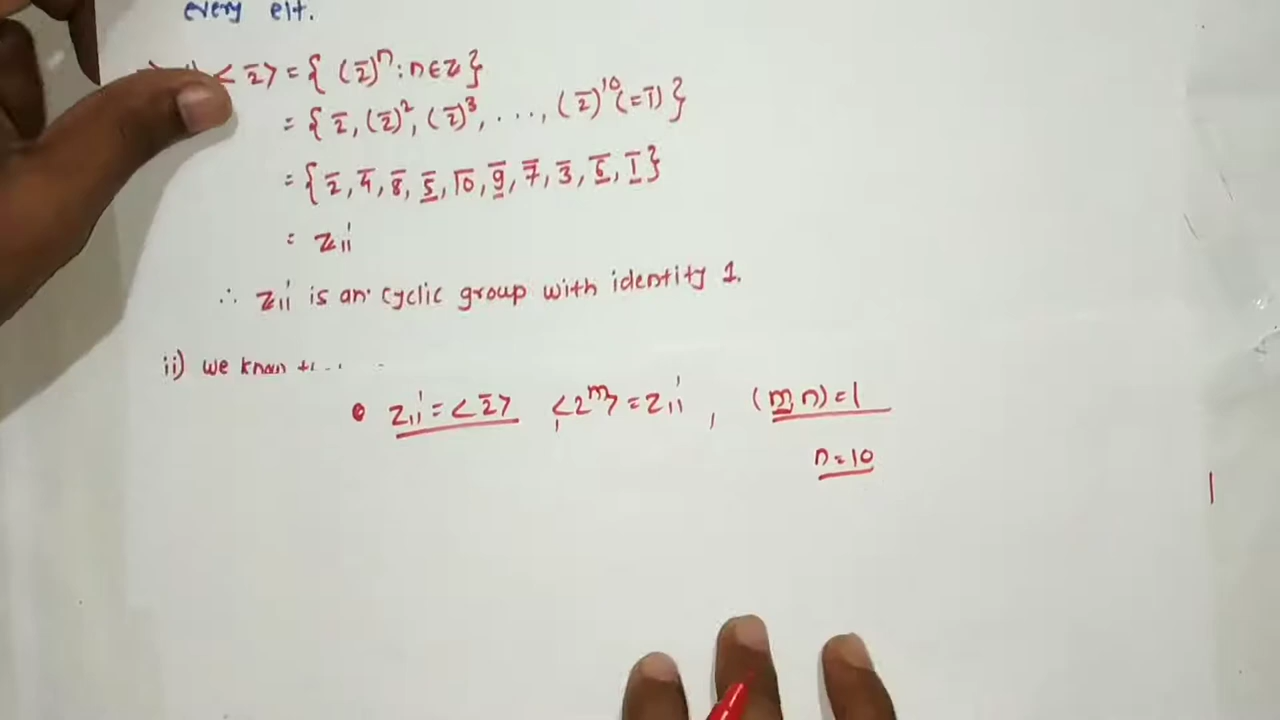 every elt.
<2̄> = { (2̄)ⁿ : n ∈ Z }
= { 2̄, (2̄)², (2̄)³, ..., (2̄)¹⁰ (=1̄) }
= { 2̄, 4̄, 8̄, 5̄, 10̄, 9̄, 7̄, 3̄, 6̄, 1̄ }
= Z₁₁'
∴ Z₁₁' is an cyclic group with identity 1.
ii) we know
Z₁₁' = <2̄> , <2ᵐ> = Z₁₁' , (m, n) = 1
n = 10